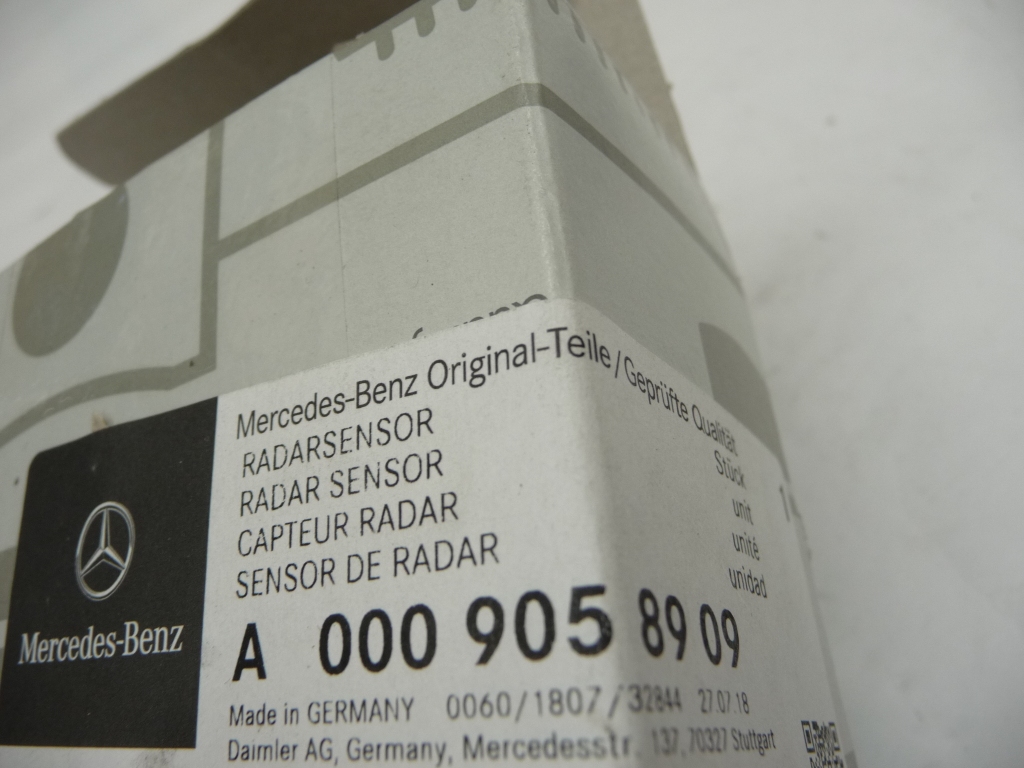 Mercedes-Benz Original-Teile/Geprüfte Qualität
RADARSENSOR Stück
RADAR SENSOR unit
CAPTEUR RADAR unité
SENSOR DE RADAR unidad
A 000 905 89 09
Mercedes-Benz
Made in GERMANY 0060/1807/32844 27.07.18
Daimler AG, Germany, Mercedesstr. 137, 70327 Stuttgart